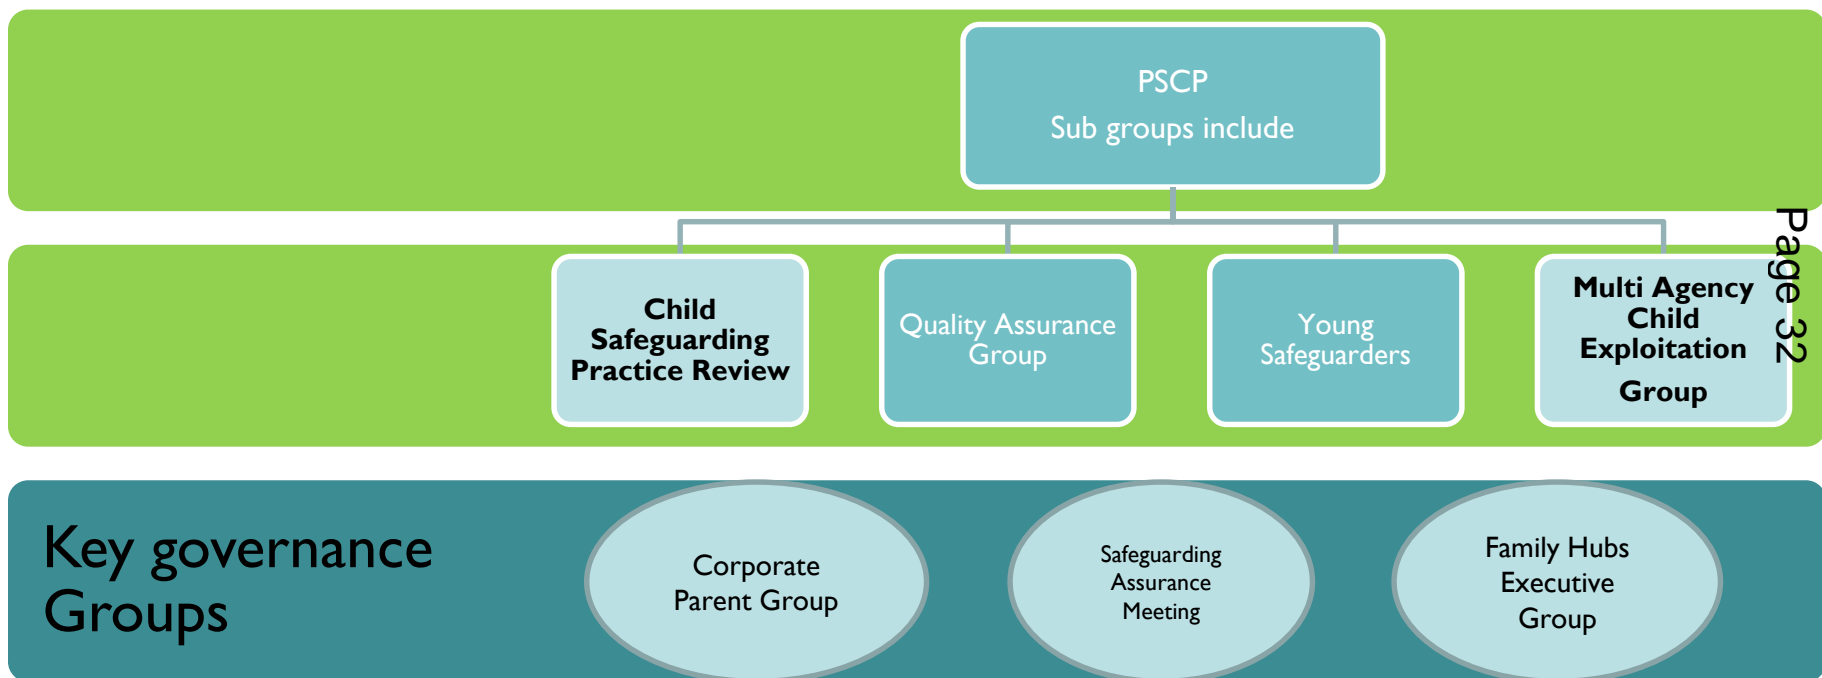 PSCP
Sub groups include
Page 32
Child
Safeguarding
Practice Review
Quality Assurance
Group
Young
Safeguarders
Multi Agency
Child
Exploitation
Group
Key governance
Groups
Corporate
Parent Group
Safeguarding
Assurance
Meeting
Family Hubs
Executive
Group